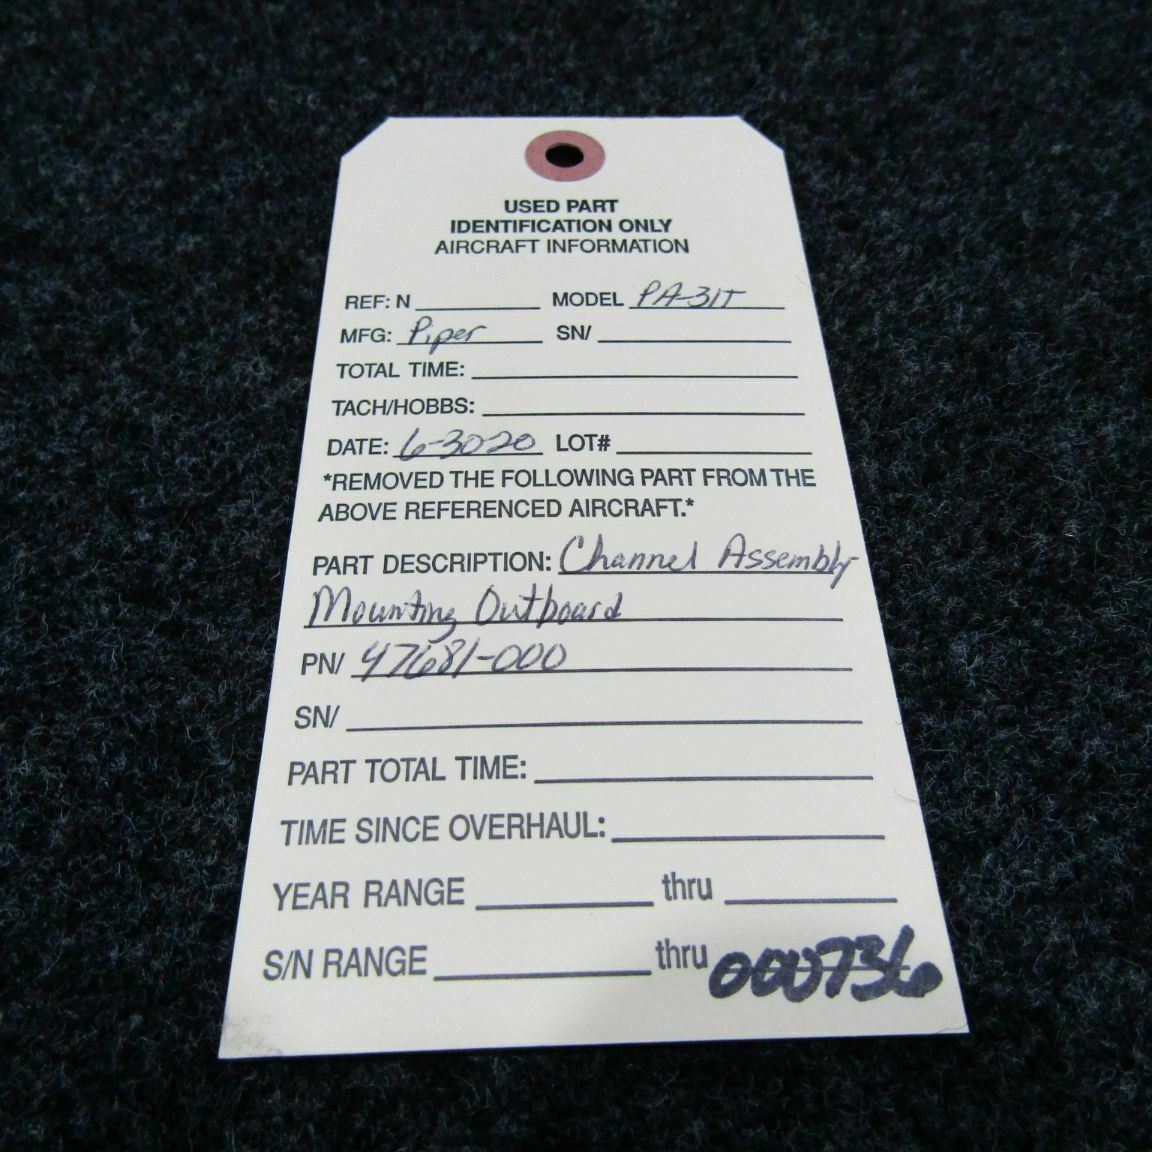 USED PART
IDENTIFICATION ONLY
AIRCRAFT INFORMATION
REF: N MODEL PA-31T
MFG: Piper SN/
TOTAL TIME:
TACH/HOBBS:
DATE: 6-3020 LOT#
*REMOVED THE FOLLOWING PART FROM THE
ABOVE REFERENCED AIRCRAFT.*
PART DESCRIPTION: Channel Assembly
Mounting Outboard
PN/ 47681-000
SN/
PART TOTAL TIME:
TIME SINCE OVERHAUL:
YEAR RANGE thru
S/N RANGE thru 000736